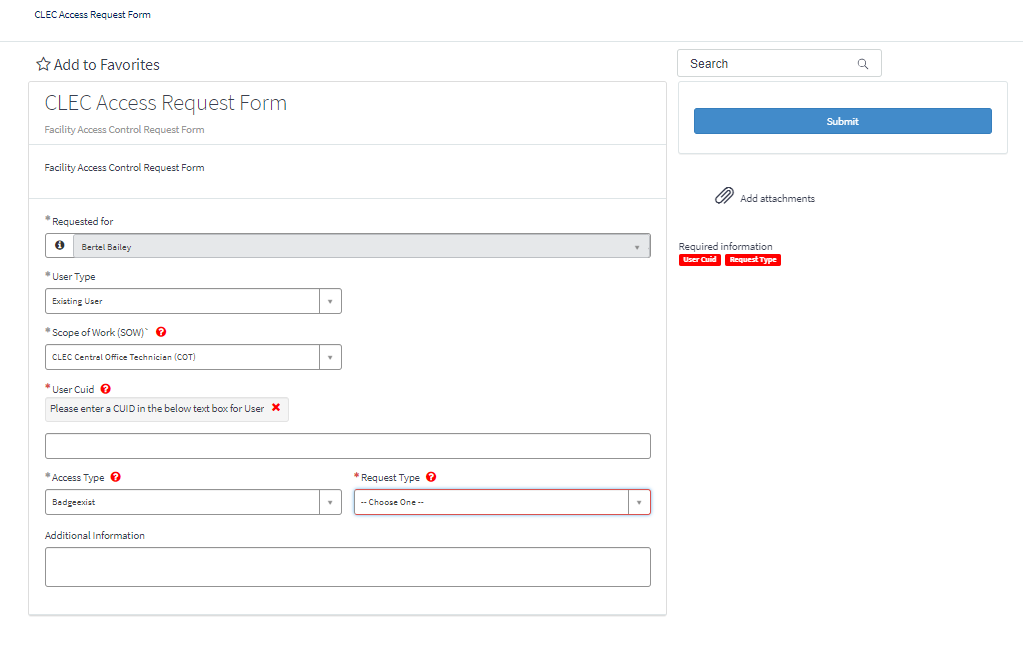 CLEC Access Request Form
Add to Favorites
Search
CLEC Access Request Form
Facility Access Control Request Form
Submit
Facility Access Control Request Form
Add attachments
*Requested for
Bertel Bailey
Required information
User Cuid Request Type
*User Type
Existing User
*Scope of Work (SOW)`
CLEC Central Office Technician (COT)
*User Cuid
Please enter a CUID in the below text box for User
*Access Type
*Request Type
Badgeexist
-- Choose One --
Additional Information